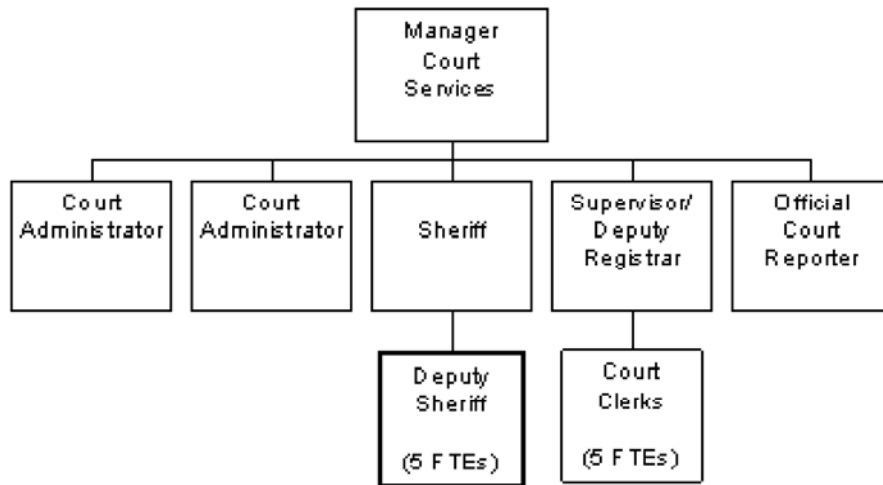 Manager
Court
Services
Court
Administrator
Court
Administrator
Sheriff
Supervisor/
Deputy
Registrar
Official
Court
Reporter
Deputy
Sheriff
(5 FTEs)
Court
Clerks
(5 FTEs)